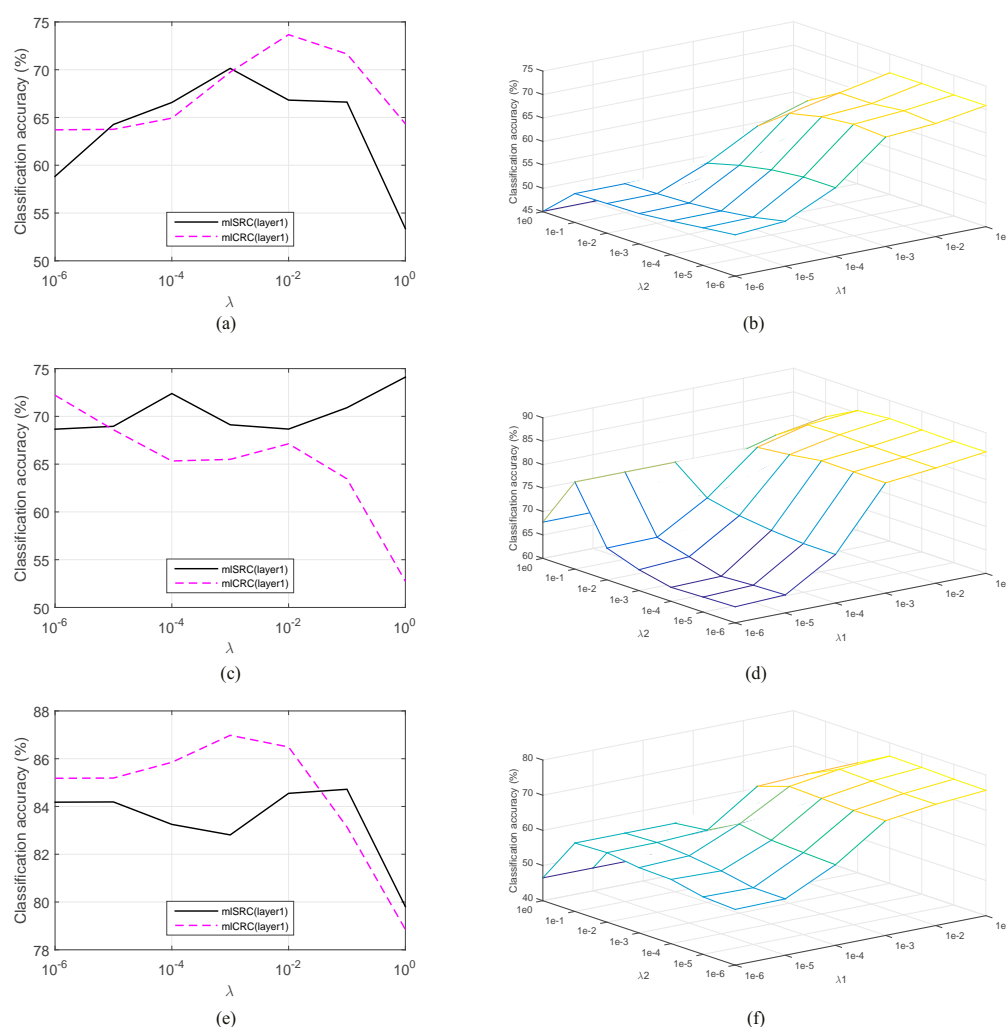 75
70
65
60
55
50
Classification accuracy (%)
mlSRC(layer1)
mlCRC(layer1)
10-6
10-4
10-2
100
λ
(a)
75
70
65
60
55
50
45
Classification accuracy (%)
1e0
1e-1
1e-2
1e-3
1e-4
1e-5
1e-6
λ2
1e-6
1e-5
1e-4
1e-3
1e-2
λ1
(b)
75
70
65
60
55
50
Classification accuracy (%)
mlSRC(layer1)
mlCRC(layer1)
10-6
10-4
10-2
100
λ
(c)
90
85
80
75
70
65
60
Classification accuracy (%)
1e0
1e-1
1e-2
1e-3
1e-4
1e-5
1e-6
λ2
1e-6
1e-5
1e-4
1e-3
1e-2
λ1
(d)
88
86
84
82
80
78
Classification accuracy (%)
mlSRC(layer1)
mlCRC(layer1)
10-6
10-4
10-2
100
λ
(e)
80
70
60
50
40
Classification accuracy (%)
1e0
1e-1
1e-2
1e-3
1e-4
1e-5
1e-6
λ2
1e-6
1e-5
1e-4
1e-3
1e-2
λ1
(f)